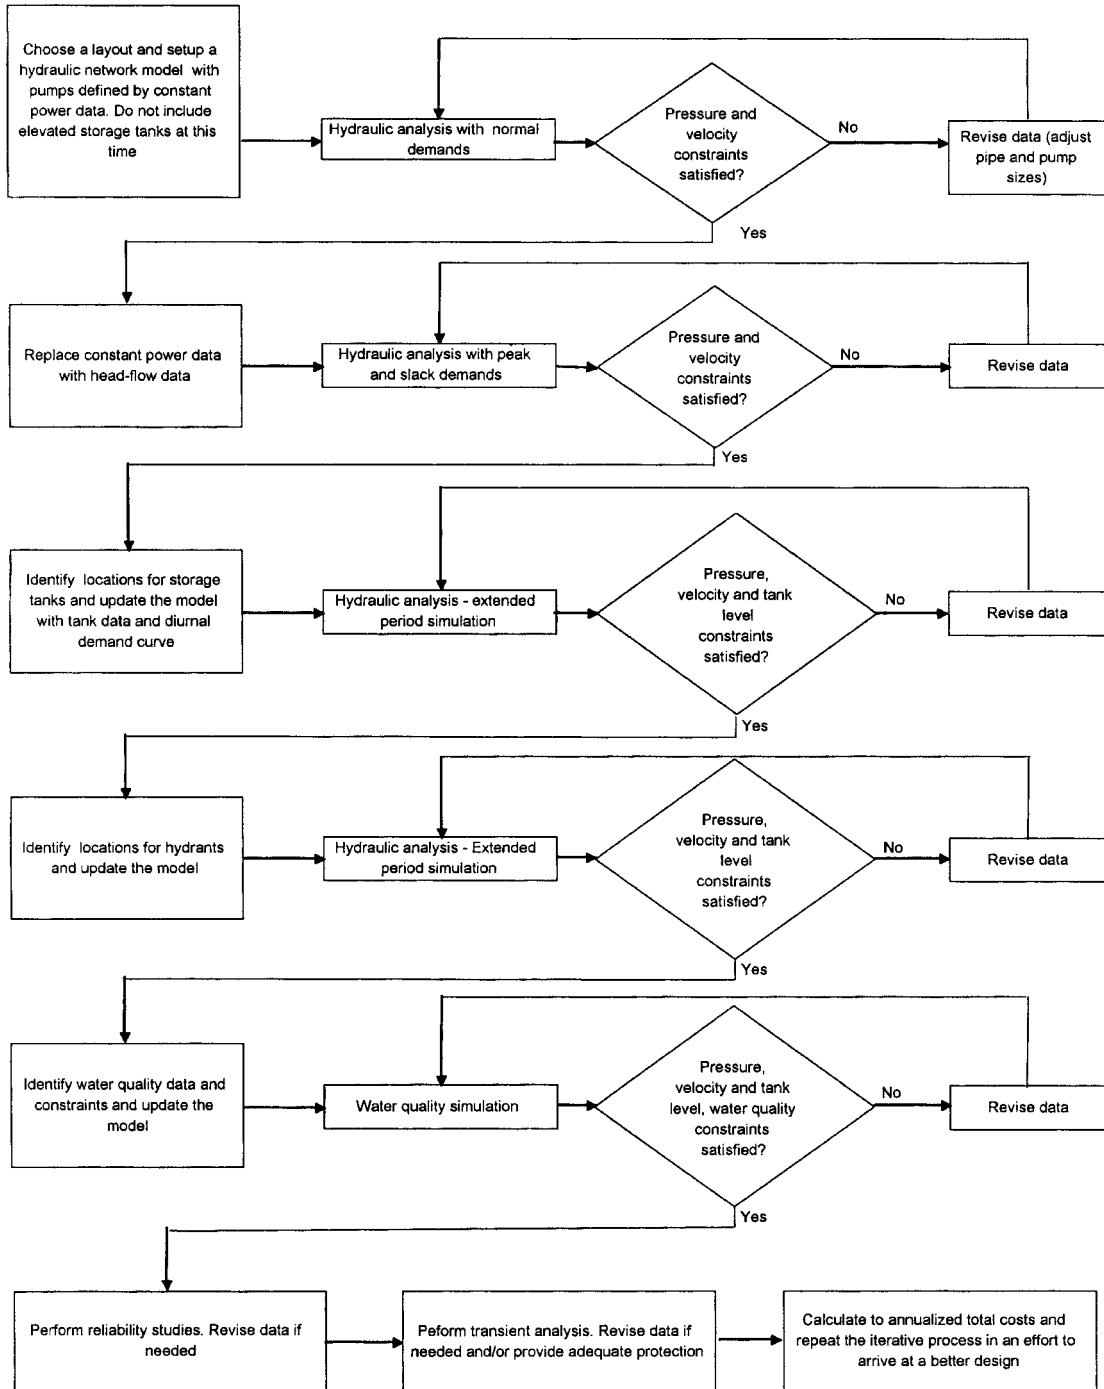 Choose a layout and setup a
hydraulic network model with
pumps defined by constant
power data. Do not include
elevated storage tanks at this
time
Hydraulic analysis with normal
demands
Pressure and
velocity
constraints
satisfied?
No
Revise data (adjust
pipe and pump
sizes)
Yes
Replace constant power data
with head-flow data
Hydraulic analysis with peak
and slack demands
Pressure and
velocity
constraints
satisfied?
No
Revise data
Yes
Identify locations for storage
tanks and update the model
with tank data and diurnal
demand curve
Hydraulic analysis - extended
period simulation
Pressure,
velocity and tank
level
constraints
satisfied?
No
Revise data
Yes
Identify locations for hydrants
and update the model
Hydraulic analysis - Extended
period simulation
Pressure,
velocity and tank
level
constraints
satisfied?
No
Revise data
Yes
Identify water quality data and
constraints and update the
model
Water quality simulation
Pressure,
velocity and tank
level, water quality
constraints
satisfied?
No
Revise data
Yes
Perform reliability studies. Revise data if
needed
Peform transient analysis. Revise data if
needed and/or provide adequate protection
Calculate to annualized total costs and
repeat the iterative process in an effort to
arrive at a better design